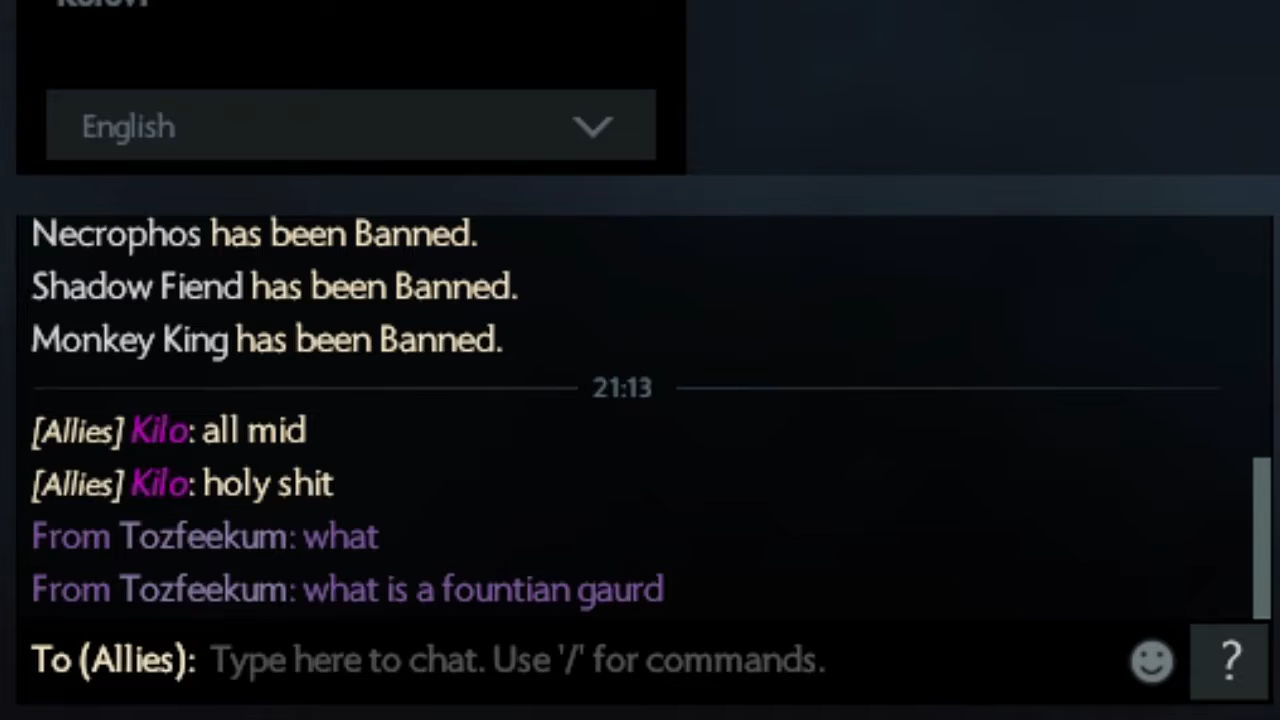 English
Necrophos has been Banned.
Shadow Fiend has been Banned.
Monkey King has been Banned.
21:13
[Allies] Kilo: all mid
[Allies] Kilo: holy shit
From Tozfeekum: what
From Tozfeekum: what is a fountian gaurd
To (Allies): Type here to chat. Use '/' for commands.
?